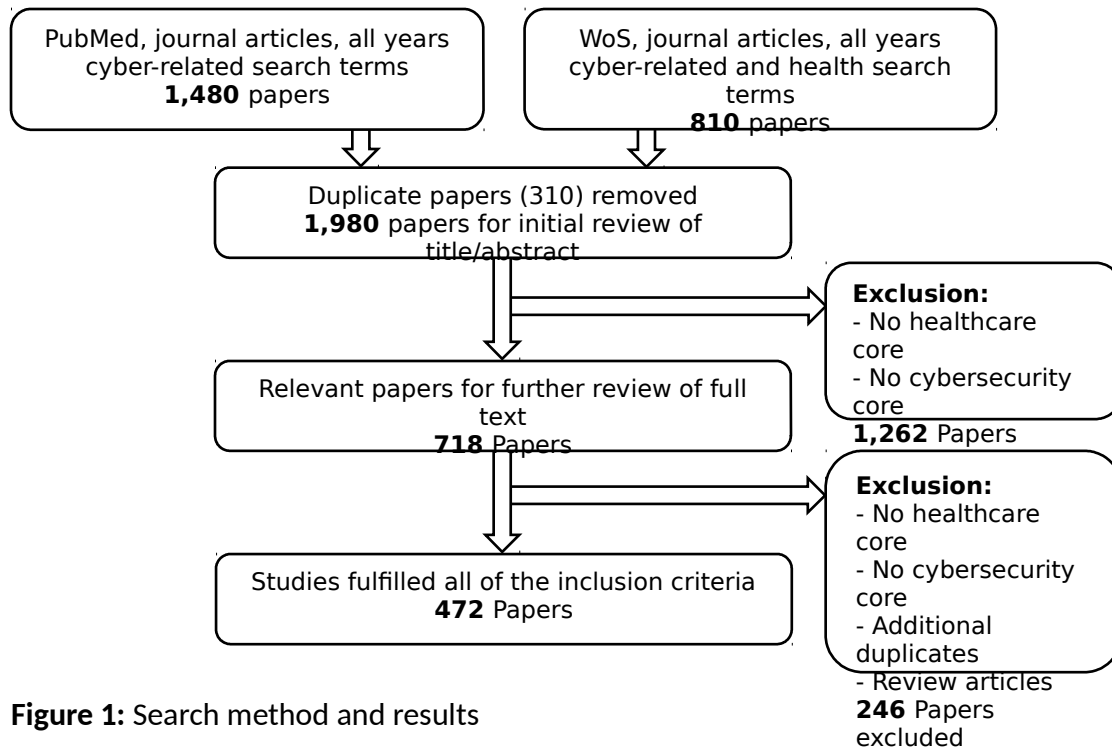 PubMed, journal articles, all years
cyber-related search terms
1,480 papers
WoS, journal articles, all years
cyber-related and health search
terms
810 papers
Duplicate papers (310) removed
1,980 papers for initial review of
title/abstract
Exclusion:
- No healthcare
core
- No cybersecurity
core
1,262 Papers
Relevant papers for further review of full
text
718 Papers
Exclusion:
- No healthcare
core
- No cybersecurity
core
- Additional
duplicates
- Review articles
246 Papers
excluded
Studies fulfilled all of the inclusion criteria
472 Papers
Figure 1: Search method and results